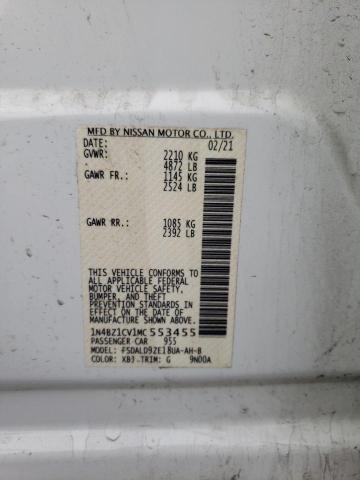 MFD BY NISSAN MOTOR CO., LTD.
DATE: 02/21
GVWR: 2210 KG
4872 LB
GAWR FR.: 1145 KG
2524 LB
GAWR RR.: 1085 KG
2392 LB
THIS VEHICLE CONFORMS TO
ALL APPLICABLE FEDERAL
MOTOR VEHICLE SAFETY,
BUMPER, AND THEFT
PREVENTION STANDARDS IN
EFFECT ON THE DATE OF
MANUFACTURE SHOWN ABOVE.
1N4BZ1CV1MC553455
PASSENGER CAR 955
MODEL: FSDALD9ZE18UA-AH-B
COLOR: XBJ TRIM: G 9N00A